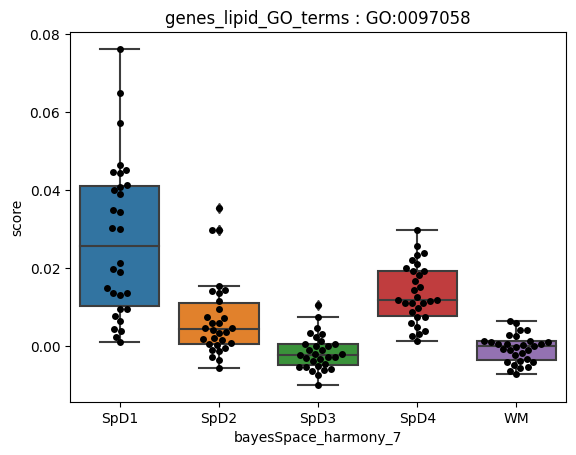 genes_lipid_GO_terms : GO:0097058
0.08
0.06
0.04
0.02
0.00
score
SpD1 SpD2 SpD3 SpD4 WM
bayesSpace_harmony_7